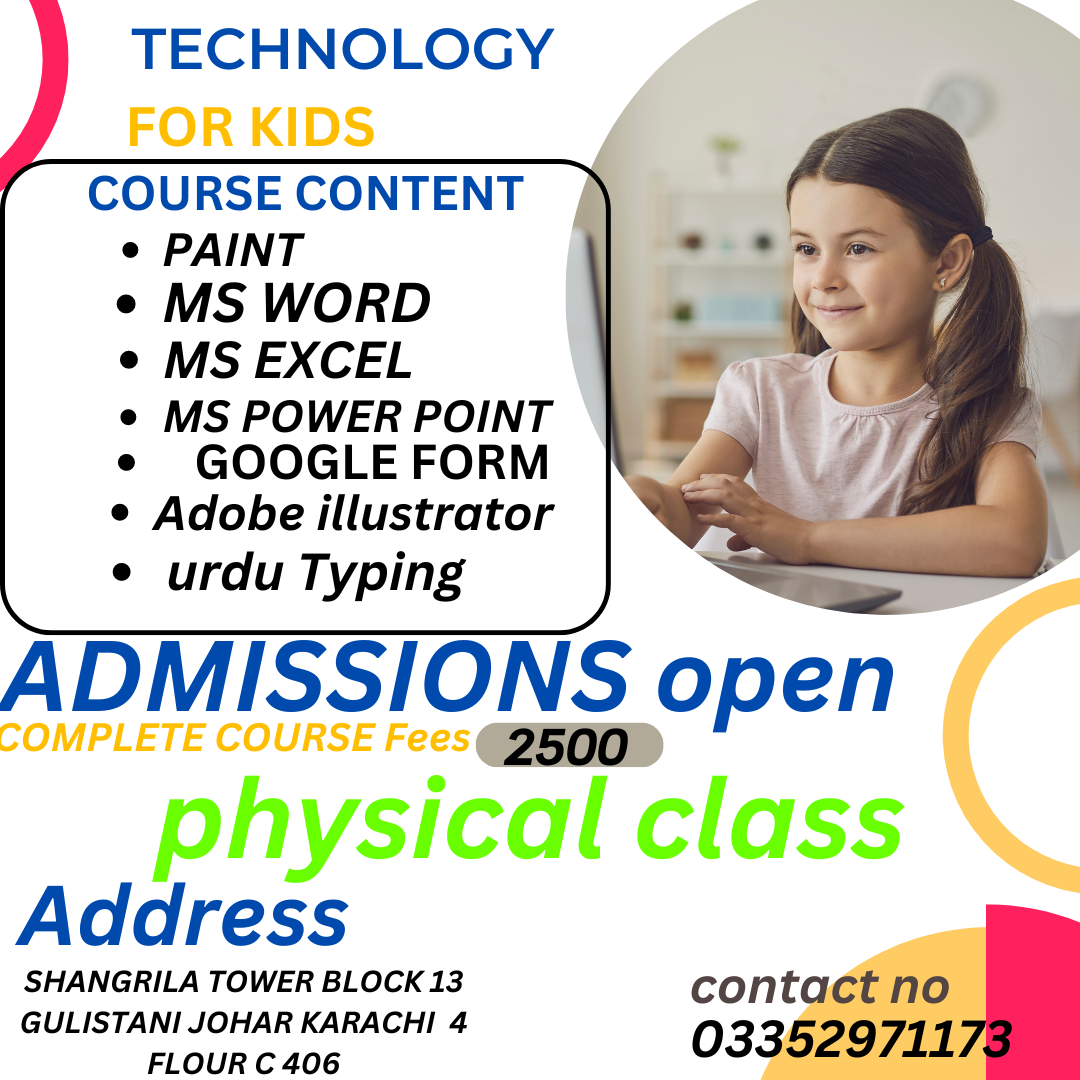 TECHNOLOGY
FOR KIDS
COURSE CONTENT
• PAINT
• MS WORD
• MS EXCEL
• MS POWER POINT
• GOOGLE FORM
• Adobe illustrator
• urdu Typing
ADMISSIONS open
COMPLETE COURSE Fees 2500
physical class
Address
SHANGRILA TOWER BLOCK 13
GULISTANI JOHAR KARACHI 4
FLOUR C 406
contact no
03352971173